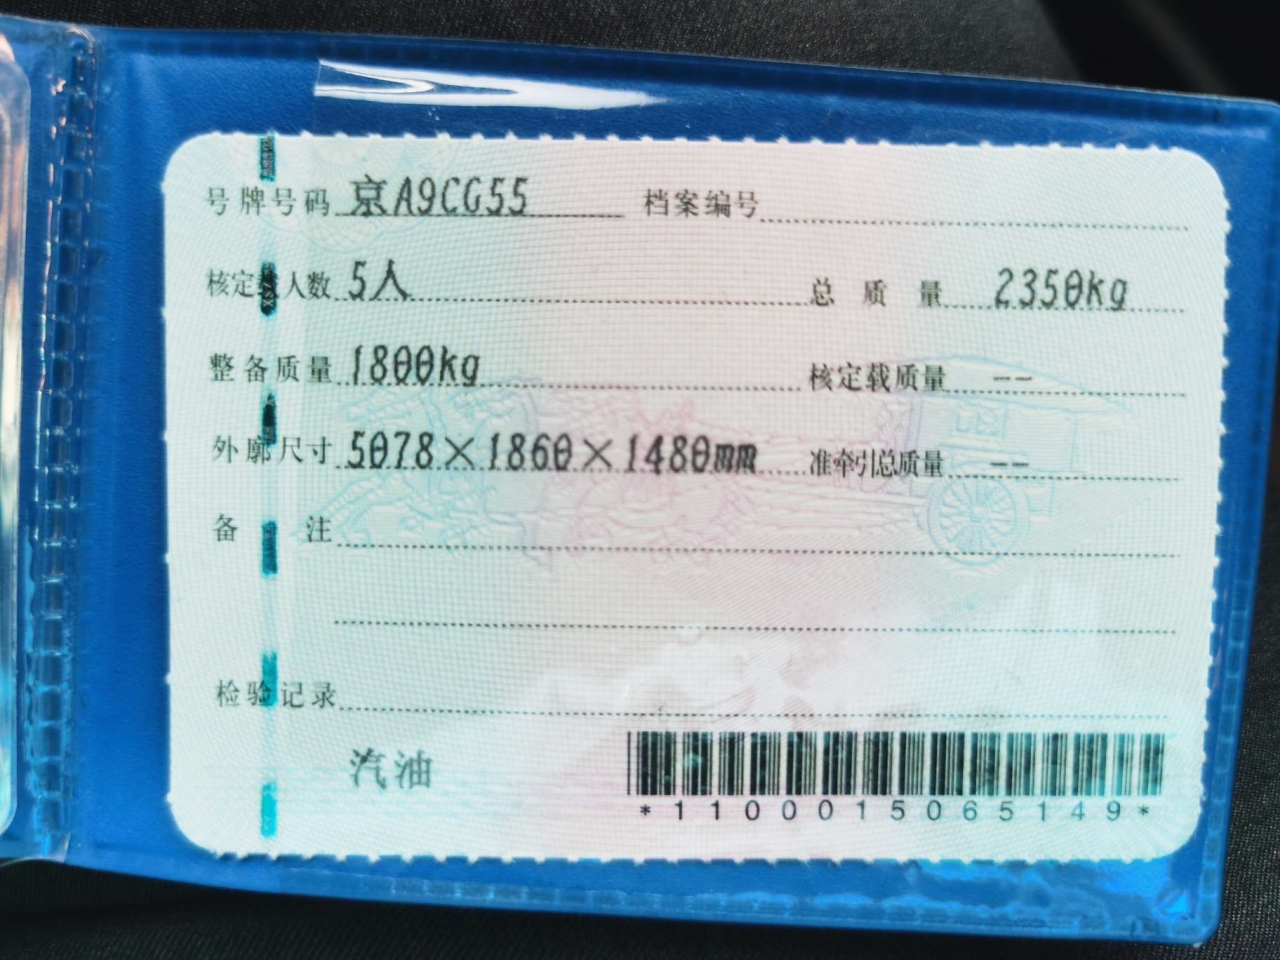 号牌号码 京A9CG55 档案编号
核定载人数 5人 总质量 2350kg
整备质量 1800kg 核定载质量 --
外廓尺寸 5078×1860×1480mm 准牵引总质量 --
备注
检验记录
汽油
*1100015065149*